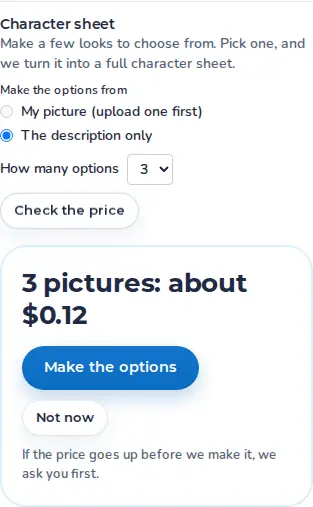 Character sheet
Make a few looks to choose from. Pick one, and
we turn it into a full character sheet.
Make the options from
My picture (upload one first)
The description only
How many options 3
Check the price
3 pictures: about
$0.12
Make the options
Not now
If the price goes up before we make it, we
ask you first.